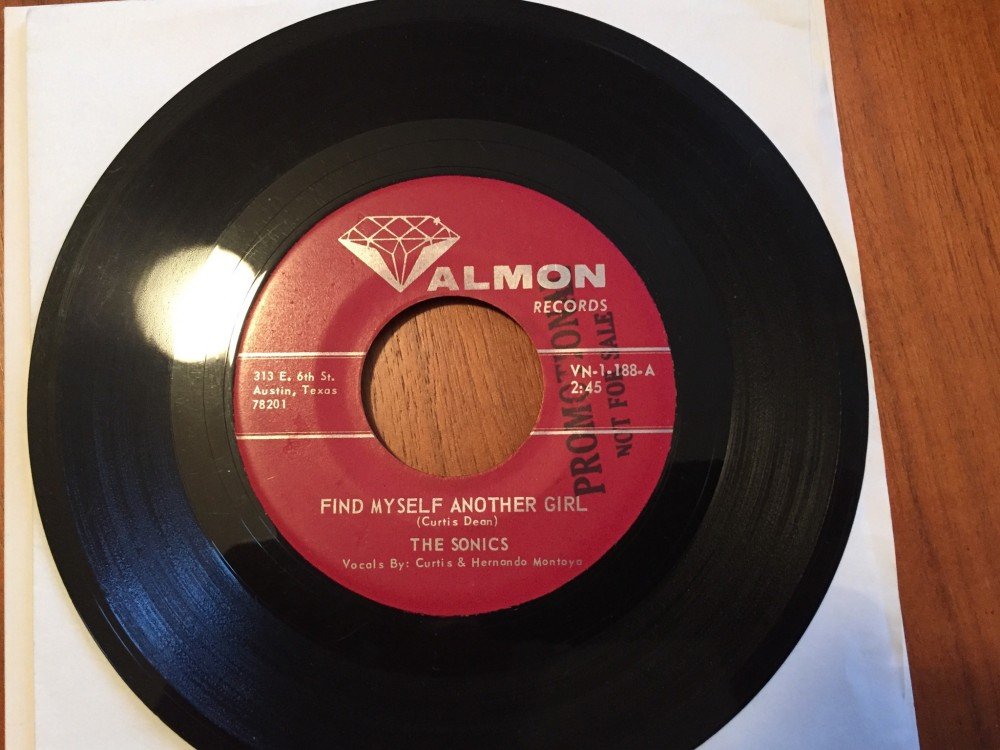 VALMON
RECORDS
313 E. 6th St.
Austin, Texas
78201
VN-1-188-A
2:45
PROMOTIONAL
NOT FOR SALE
FIND MYSELF ANOTHER GIRL
(Curtis Dean)
THE SONICS
Vocals By: Curtis & Hernando Montoya